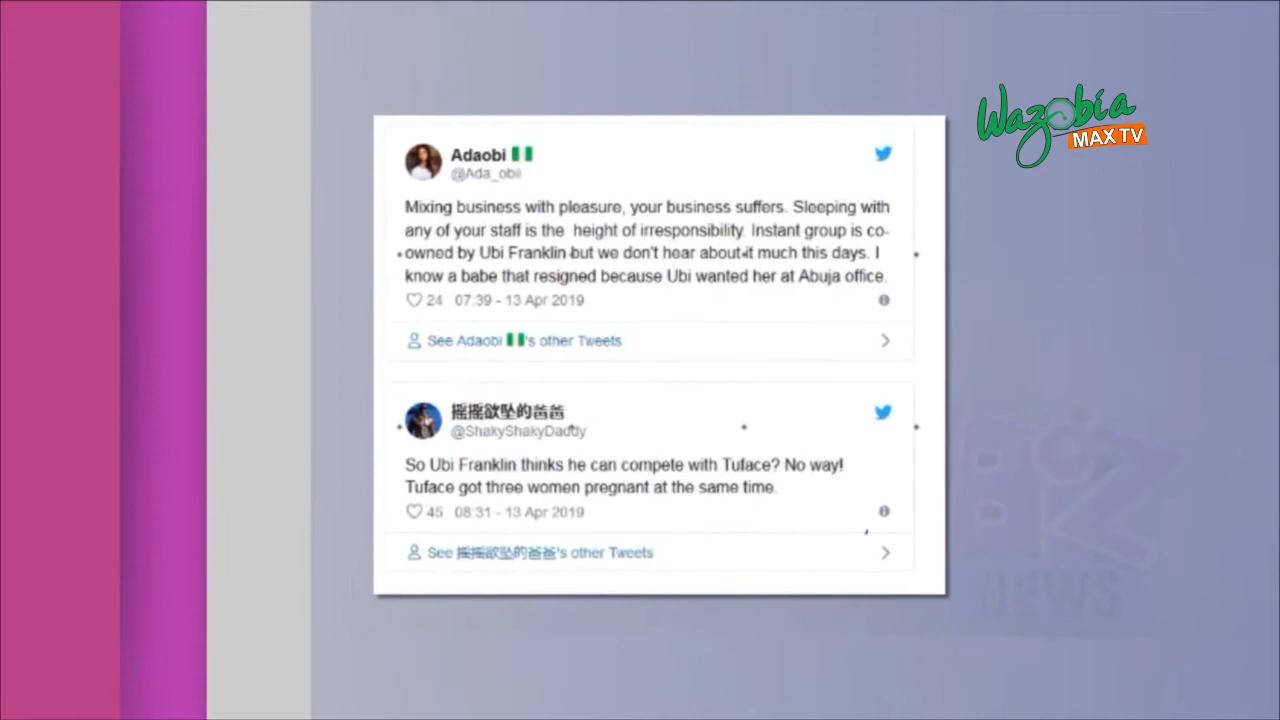 Wazobia
MAX TV
Adaobi
@Ada_obii
Mixing business with pleasure, your business suffers. Sleeping with
any of your staff is the height of irresponsibility. Instant group is co-
owned by Ubi Franklin but we don't hear about it much this days. I
know a babe that resigned because Ubi wanted her at Abuja office.
24 07:39 - 13 Apr 2019
See Adaobi 's other Tweets
摇摇欲坠的爸爸
@ShakyShakyDaddy
So Ubi Franklin thinks he can compete with Tuface? No way!
Tuface got three women pregnant at the same time.
45 08:31 - 13 Apr 2019
See 摇摇欲坠的爸爸's other Tweets
NEWS